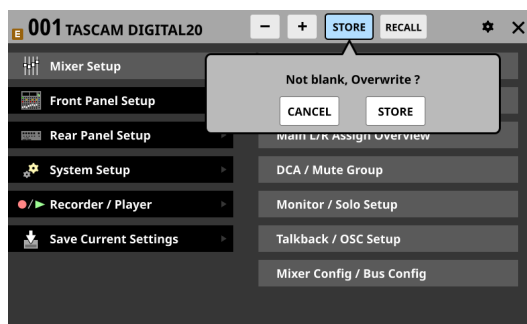 E 001 TASCAM DIGITAL20
− + STORE RECALL
Not blank, Overwrite ?
CANCEL STORE
Mixer Setup
Front Panel Setup
Rear Panel Setup
Main L/R Assign Overview
System Setup
DCA / Mute Group
Recorder / Player
Monitor / Solo Setup
Save Current Settings
Talkback / OSC Setup
Mixer Config / Bus Config